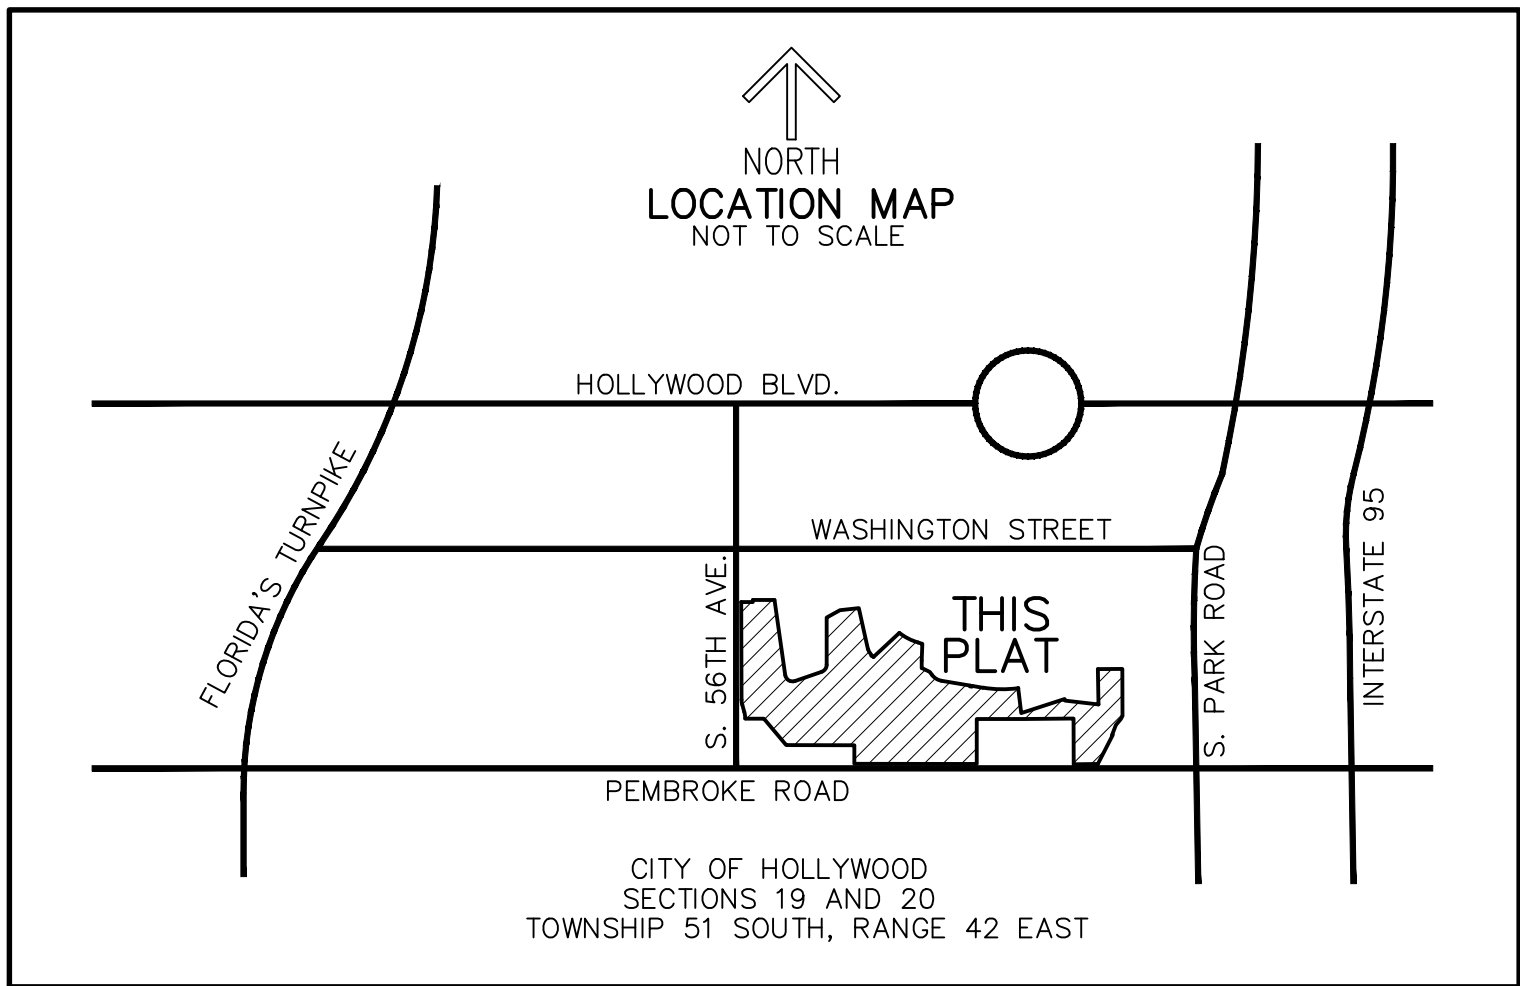 NORTH
LOCATION MAP
NOT TO SCALE
HOLLYWOOD BLVD.
FLORIDA'S TURNPIKE
WASHINGTON STREET
S. 56TH AVE.
THIS
PLAT
S. PARK ROAD
INTERSTATE 95
PEMBROKE ROAD
CITY OF HOLLYWOOD
SECTIONS 19 AND 20
TOWNSHIP 51 SOUTH, RANGE 42 EAST